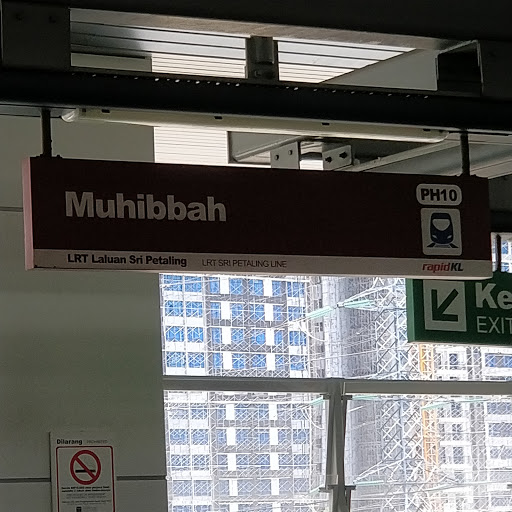 PH10
Muhibbah
LRT Laluan Sri Petaling LRT SRI PETALING LINE
rapidKL
Ke
EXIT
Dilarang